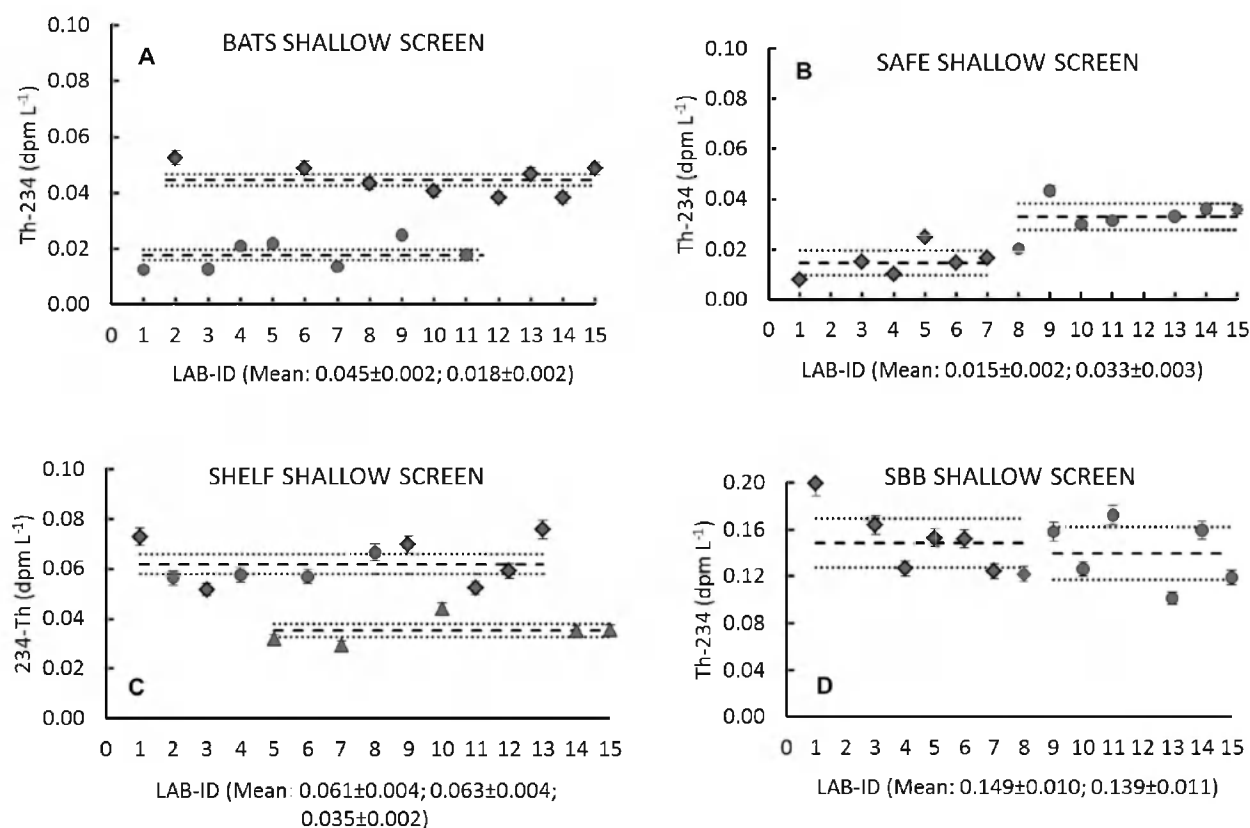 A
BATS SHALLOW SCREEN
Th-234 (dpm L⁻¹)
0.10
0.08
0.06
0.04
0.02
0.00
0 1 2 3 4 5 6 7 8 9 10 11 12 13 14 15
LAB-ID (Mean: 0.045±0.002; 0.018±0.002)
B
SAFE SHALLOW SCREEN
Th-234 (dpm L⁻¹)
0.10
0.08
0.06
0.04
0.02
0.00
0 1 2 3 4 5 6 7 8 9 10 11 12 13 14 15
LAB-ID (Mean: 0.015±0.002; 0.033±0.003)
SHELF SHALLOW SCREEN
234-Th (dpm L⁻¹)
0.10
0.08
0.06
0.04
0.02
0.00
C
0 1 2 3 4 5 6 7 8 9 10 11 12 13 14 15
LAB-ID (Mean: 0.061±0.004; 0.063±0.004;
0.035±0.002)
SBB SHALLOW SCREEN
Th-234 (dpm L⁻¹)
0.20
0.16
0.12
0.08
0.04
0.00
D
0 1 2 3 4 5 6 7 8 9 10 11 12 13 14 15
LAB-ID (Mean: 0.149±0.010; 0.139±0.011)